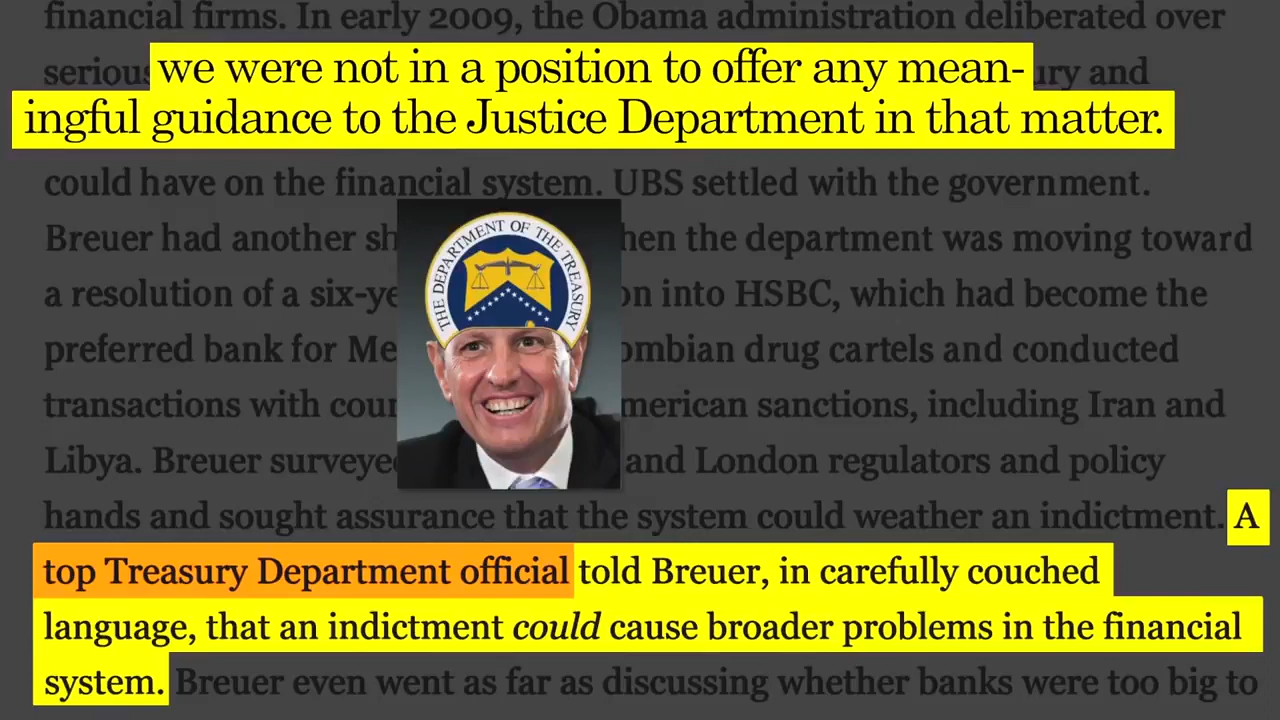 financial firms. In early 2009, the Obama administration deliberated over
serious ury and
we were not in a position to offer any mean-
ingful guidance to the Justice Department in that matter.
could have on the financial system. UBS settled with the government.
Breuer had another sh hen the department was moving toward
a resolution of a six-ye on into HSBC, which had become the
preferred bank for Me ombian drug cartels and conducted
transactions with coun merican sanctions, including Iran and
Libya. Breuer surveye and London regulators and policy
hands and sought assurance that the system could weather an indictment. A
top Treasury Department official told Breuer, in carefully couched
language, that an indictment could cause broader problems in the financial
system. Breuer even went as far as discussing whether banks were too big to
THE DEPARTMENT OF THE TREASURY